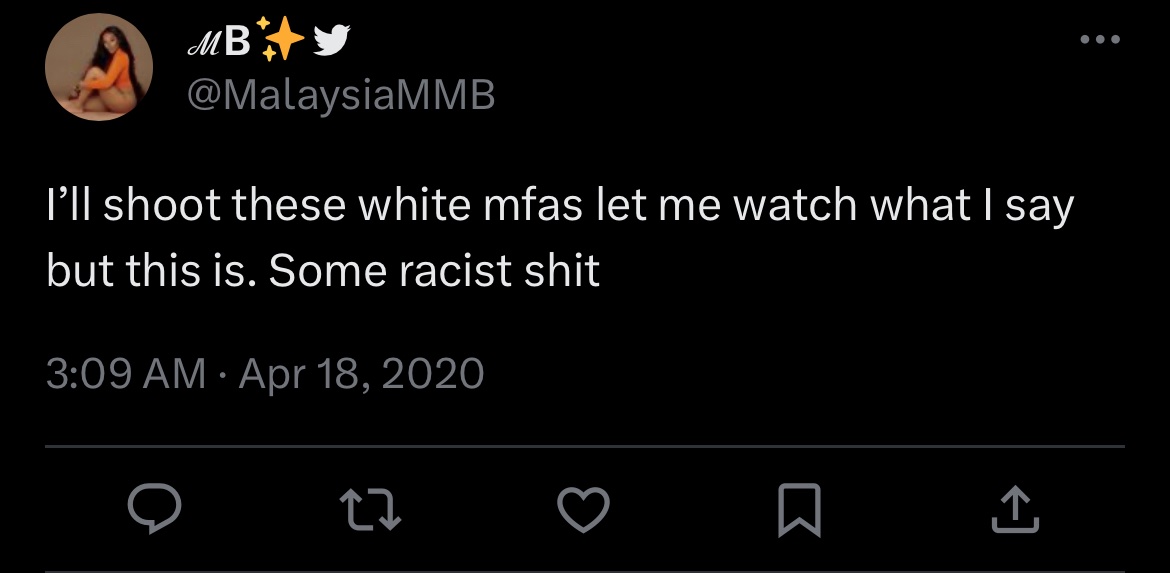 ℳB✨
@MalaysiaMMB
I’ll shoot these white mfas let me watch what I say
but this is. Some racist shit
3:09 AM · Apr 18, 2020